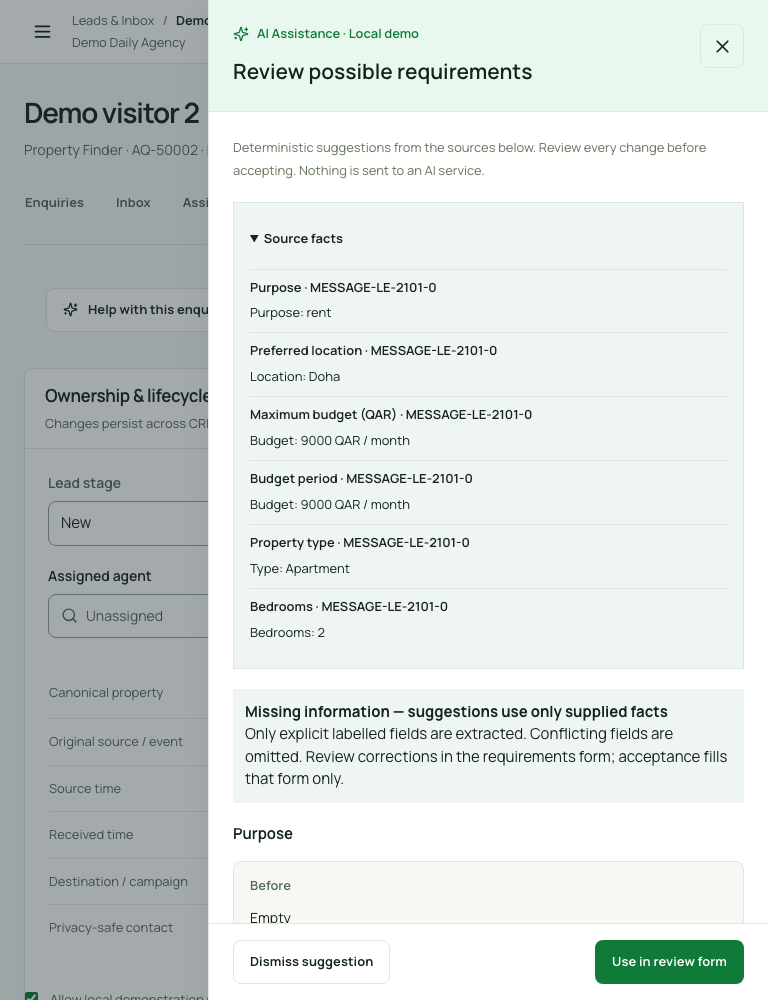 Leads & Inbox / Demo
Demo Daily Agency
AI Assistance · Local demo
Review possible requirements
Demo visitor 2
Property Finder · AQ-50002 ·
Enquiries Inbox Assi
Help with this enqu
Ownership & lifecycle
Changes persist across CR
Lead stage
New
Assigned agent
Unassigned
Canonical property
Original source / event
Source time
Received time
Destination / campaign
Privacy-safe contact
Allow local demonstration
Deterministic suggestions from the sources below. Review every change before
accepting. Nothing is sent to an AI service.
▼ Source facts
Purpose · MESSAGE-LE-2101-0
Purpose: rent
Preferred location · MESSAGE-LE-2101-0
Location: Doha
Maximum budget (QAR) · MESSAGE-LE-2101-0
Budget: 9000 QAR / month
Budget period · MESSAGE-LE-2101-0
Budget: 9000 QAR / month
Property type · MESSAGE-LE-2101-0
Type: Apartment
Bedrooms · MESSAGE-LE-2101-0
Bedrooms: 2
Missing information — suggestions use only supplied facts
Only explicit labelled fields are extracted. Conflicting fields are
omitted. Review corrections in the requirements form; acceptance fills
that form only.
Purpose
Before
Empty
Dismiss suggestion
Use in review form